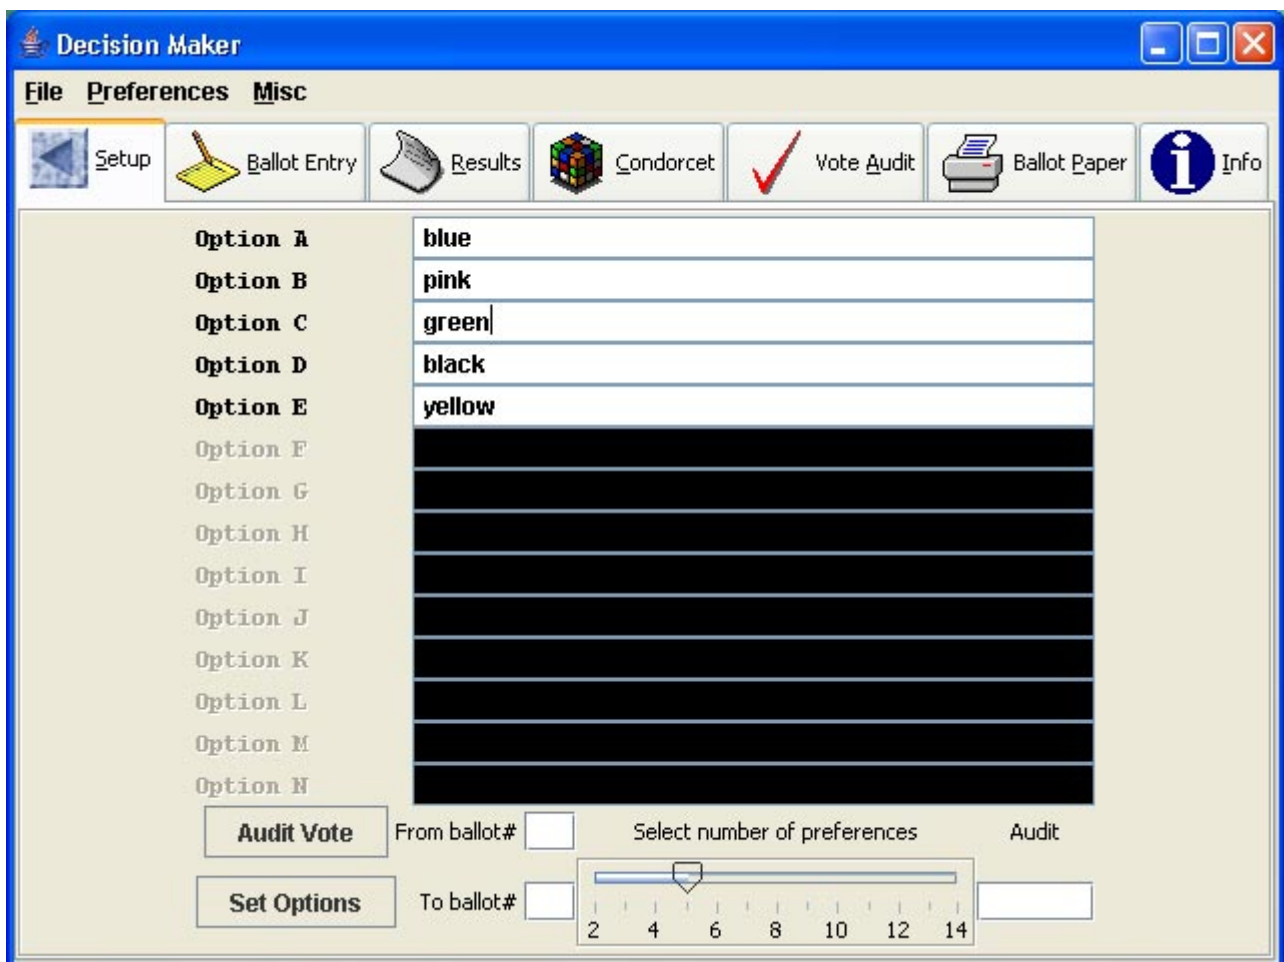 Decision Maker
File Preferences Misc
Setup Ballot Entry Results Condorcet Vote Audit Ballot Paper Info
Option A blue
Option B pink
Option C green
Option D black
Option E yellow
Option F
Option G
Option H
Option I
Option J
Option K
Option L
Option M
Option N
Audit Vote From ballot# Select number of preferences Audit
Set Options To ballot#
2 4 6 8 10 12 14